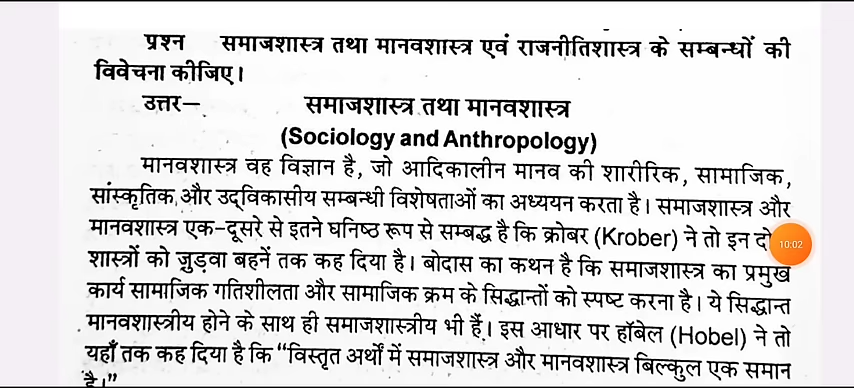 प्रश्न समाजशास्त्र तथा मानवशास्त्र एवं राजनीतिशास्त्र के सम्बन्धों की
विवेचना कीजिए।
उत्तर– समाजशास्त्र तथा मानवशास्त्र
(Sociology and Anthropology)
मानवशास्त्र वह विज्ञान है, जो आदिकालीन मानव की शारीरिक, सामाजिक,
सांस्कृतिक और उद्विकासीय सम्बन्धी विशेषताओं का अध्ययन करता है। समाजशास्त्र और
मानवशास्त्र एक-दूसरे से इतने घनिष्ठ रूप से सम्बद्ध है कि क्रोबर (Krober) ने तो इन
10:02
शास्त्रों को जुड़वा बहनें तक कह दिया है। बोदास का कथन है कि समाजशास्त्र का प्रमुख
कार्य सामाजिक गतिशीलता और सामाजिक क्रम के सिद्धान्तों को स्पष्ट करना है। ये सिद्धान्त
मानवशास्त्रीय होने के साथ ही समाजशास्त्रीय भी हैं। इस आधार पर हॉबेल (Hobel) ने तो
यहाँ तक कह दिया है कि “विस्तृत अर्थों में समाजशास्त्र और मानवशास्त्र बिल्कुल एक समान
है।”